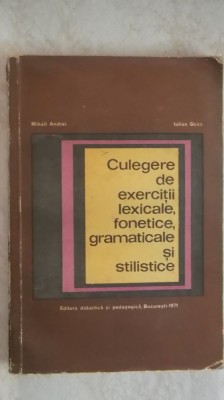 Mihail Andrei Iulian Ghiță
Culegere
de
exerciții
lexicale,
fonetice,
gramaticale
și
stilistice
Editura didactică și pedagogică, București-1971